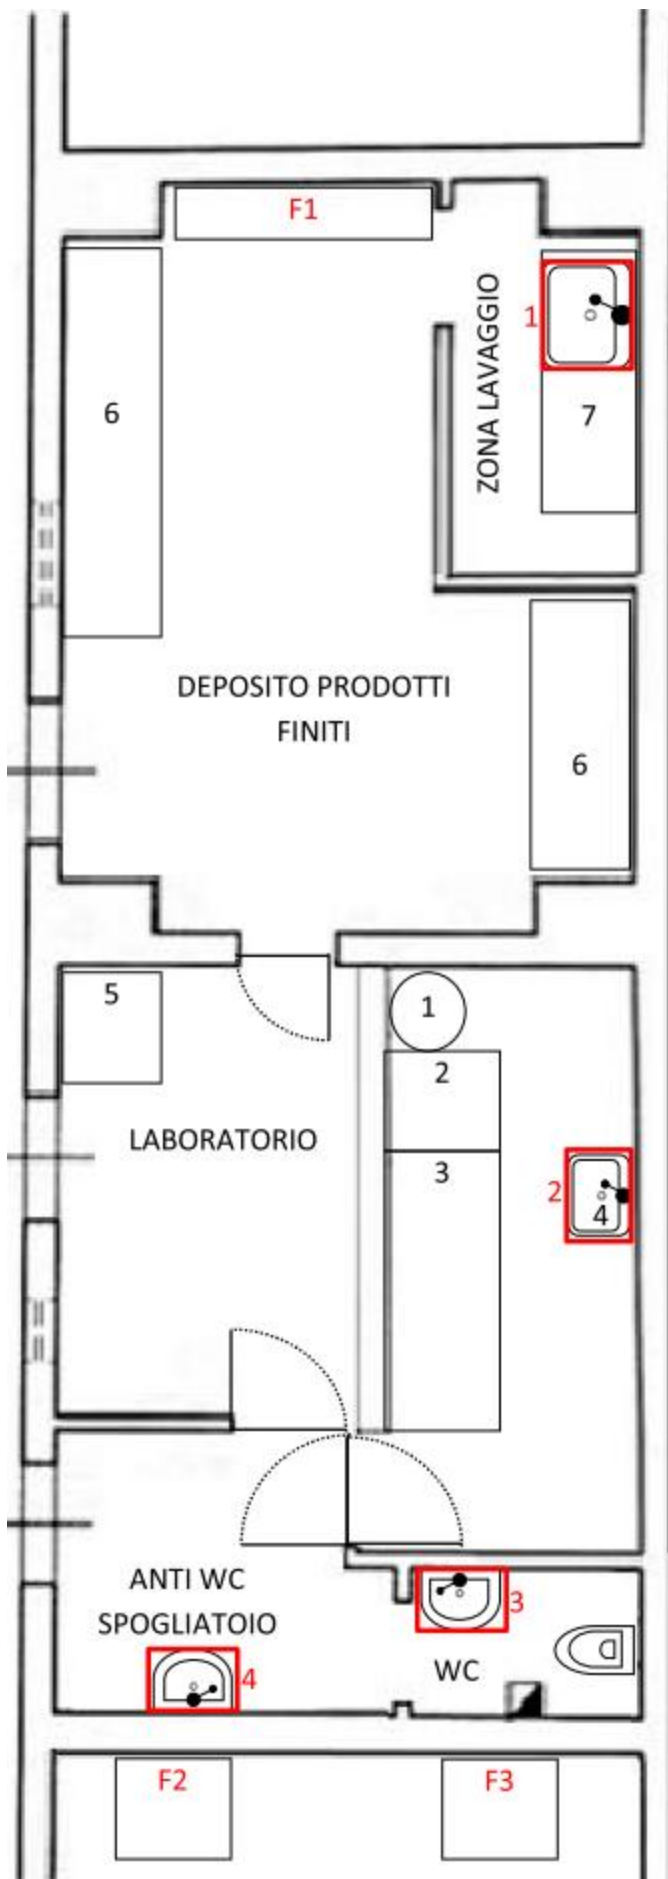 F1
1
ZONA LAVAGGIO
6
7
DEPOSITO PRODOTTI
FINITI
6
5
1
2
LABORATORIO
3
2
4
ANTI WC
SPOGLIATOIO
3
WC
4
F2
F3